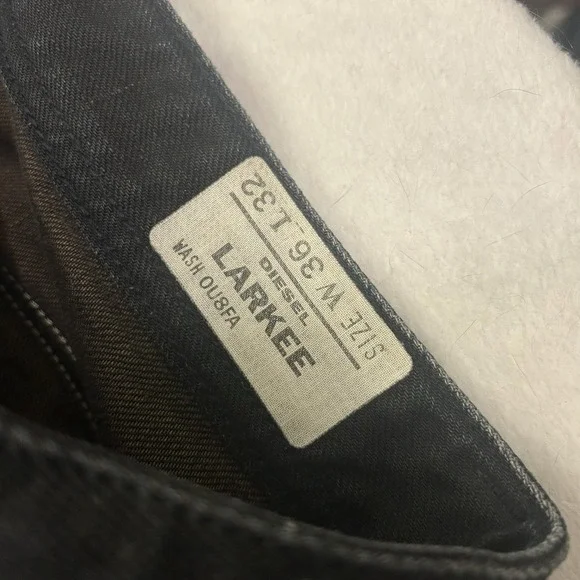 DIESEL
LARKEE
WASH 0U8FA
SIZE W 36 L 32